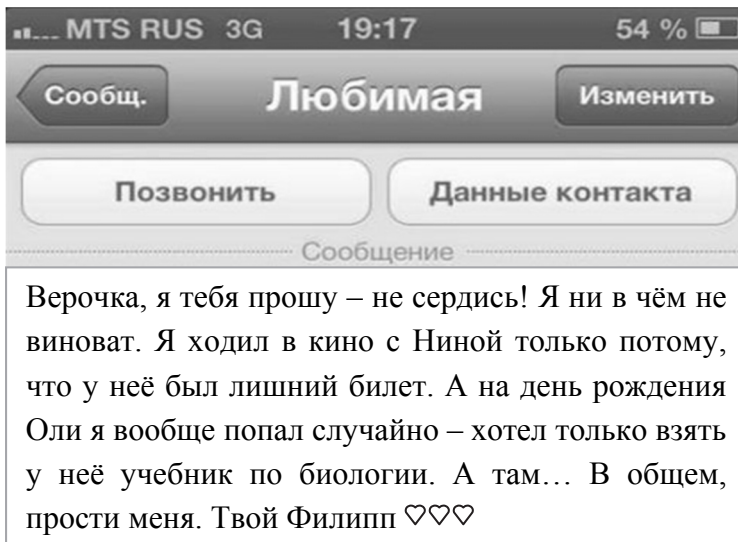 MTS RUS 3G 19:17 54 %
Сообщ. Любимая Изменить
Позвонить Данные контакта
Сообщение
Верочка, я тебя прошу – не сердись! Я ни в чём не
виноват. Я ходил в кино с Ниной только потому,
что у неё был лишний билет. А на день рождения
Оли я вообще попал случайно – хотел только взять
у неё учебник по биологии. А там… В общем,
прости меня. Твой Филипп ♡♡♡